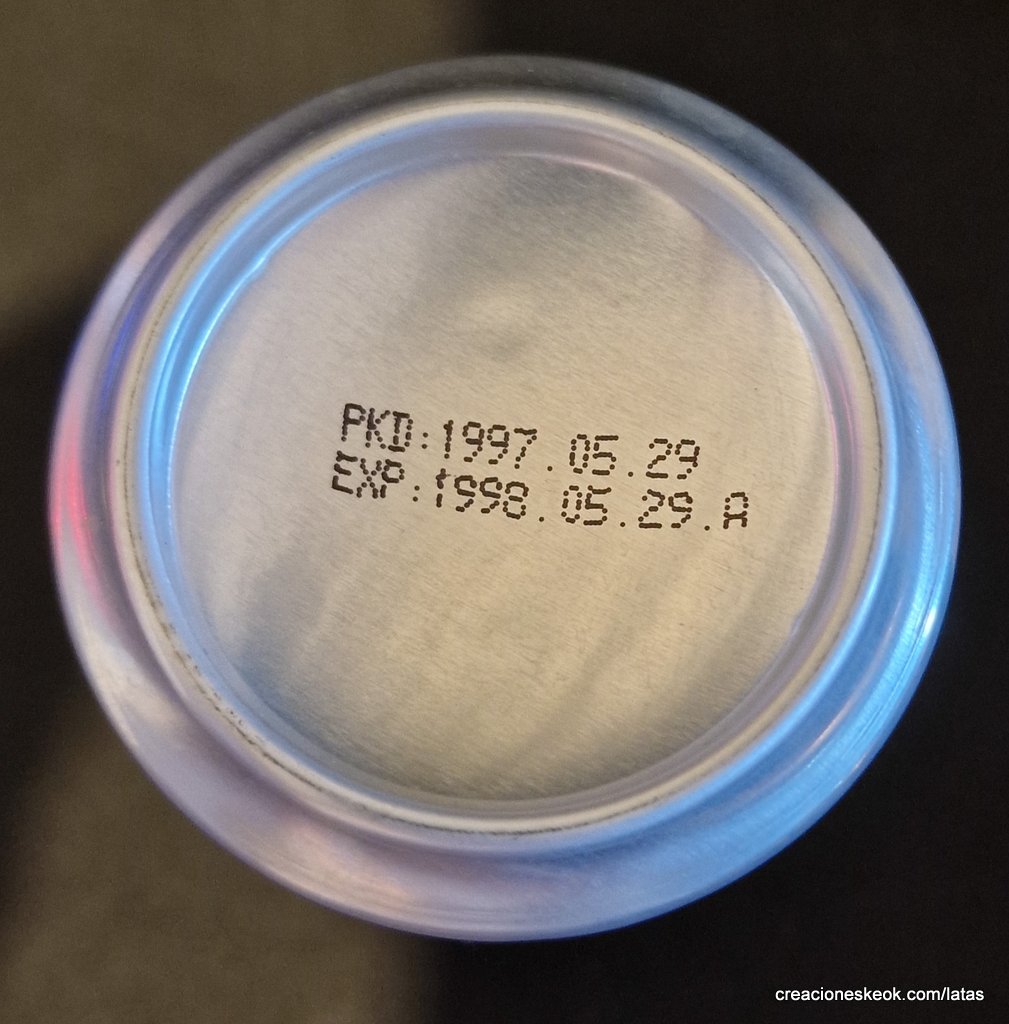 PKD:1997.05.29
EXP:1998.05.29.A
creacioneskeok.com/latas